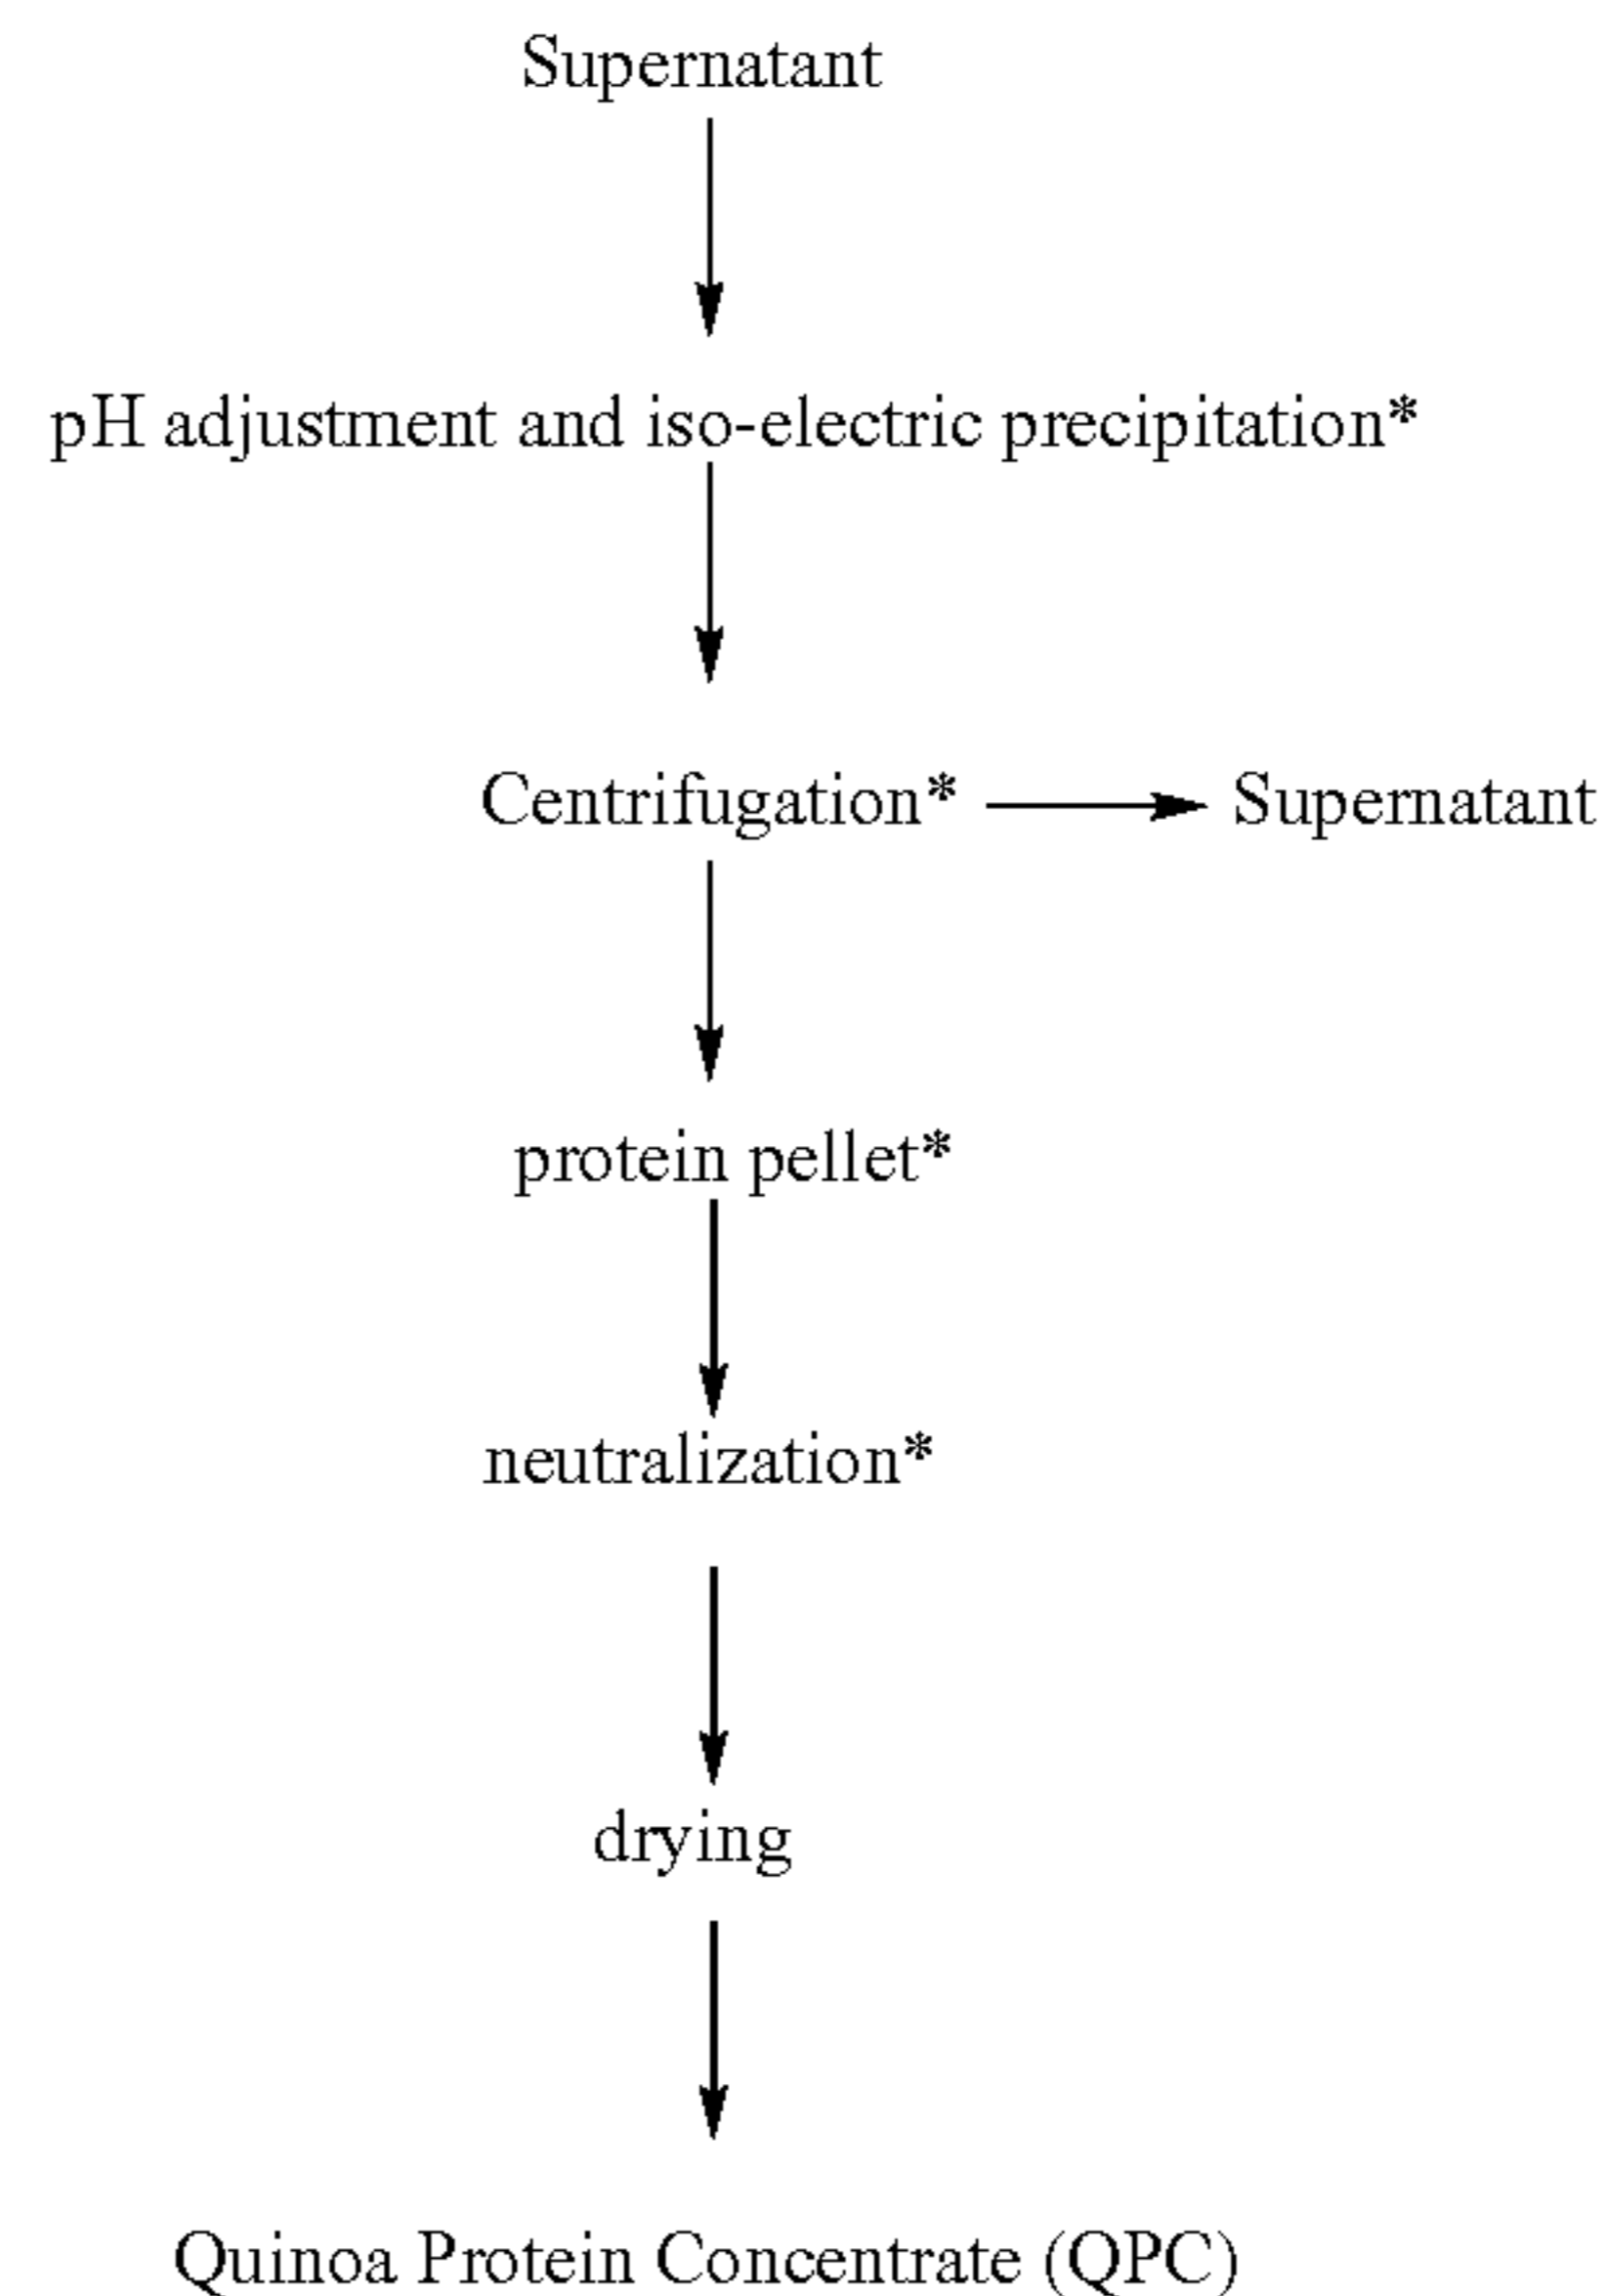 Supernatant
pH adjustment and iso-electric precipitation*
Centrifugation*
Supernatant
protein pellet*
neutralization*
drying
Quinoa Protein Concentrate (QPC)